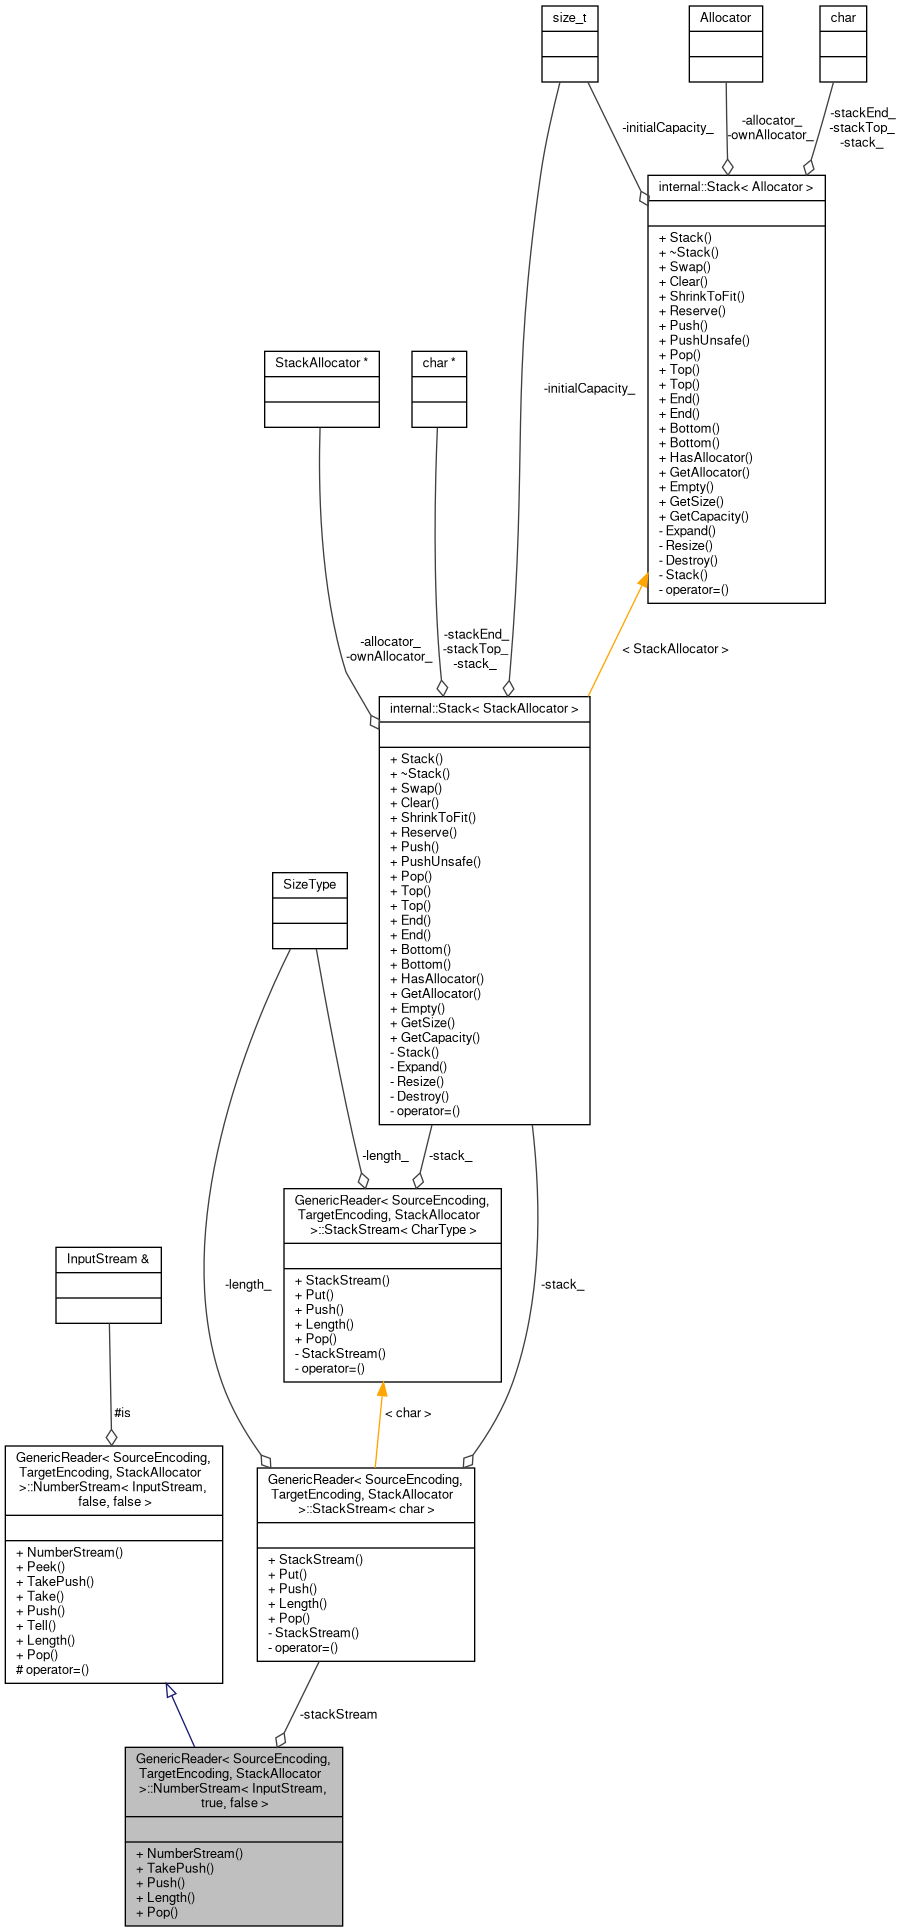 size_t
Allocator
char
-initialCapacity_
-allocator_
-ownAllocator_
-stackEnd_
-stackTop_
-stack_
internal::Stack< Allocator >
+ Stack()
+ ~Stack()
+ Swap()
+ Clear()
+ ShrinkToFit()
+ Reserve()
+ Push()
+ PushUnsafe()
+ Pop()
+ Top()
+ Top()
+ End()
+ End()
+ Bottom()
+ Bottom()
+ HasAllocator()
+ GetAllocator()
+ Empty()
+ GetSize()
+ GetCapacity()
- Expand()
- Resize()
- Destroy()
- Stack()
- operator=()
StackAllocator *
char *
-initialCapacity_
-allocator_
-ownAllocator_
-stackEnd_
-stackTop_
-stack_
< StackAllocator >
internal::Stack< StackAllocator >
+ Stack()
+ ~Stack()
+ Swap()
+ Clear()
+ ShrinkToFit()
+ Reserve()
+ Push()
+ PushUnsafe()
+ Pop()
+ Top()
+ Top()
+ End()
+ End()
+ Bottom()
+ Bottom()
+ HasAllocator()
+ GetAllocator()
+ Empty()
+ GetSize()
+ GetCapacity()
- Stack()
- Expand()
- Resize()
- Destroy()
- operator=()
SizeType
-length_
-stack_
GenericReader< SourceEncoding,
TargetEncoding, StackAllocator
>::StackStream< CharType >
+ StackStream()
+ Put()
+ Push()
+ Length()
+ Pop()
- StackStream()
- operator=()
InputStream &
-length_
-stack_
#is
< char >
GenericReader< SourceEncoding,
TargetEncoding, StackAllocator
>::NumberStream< InputStream,
false, false >
+ NumberStream()
+ Peek()
+ TakePush()
+ Take()
+ Push()
+ Tell()
+ Length()
+ Pop()
# operator=()
GenericReader< SourceEncoding,
TargetEncoding, StackAllocator
>::StackStream< char >
+ StackStream()
+ Put()
+ Push()
+ Length()
+ Pop()
- StackStream()
- operator=()
-stackStream
GenericReader< SourceEncoding,
TargetEncoding, StackAllocator
>::NumberStream< InputStream,
true, false >
+ NumberStream()
+ TakePush()
+ Push()
+ Length()
+ Pop()